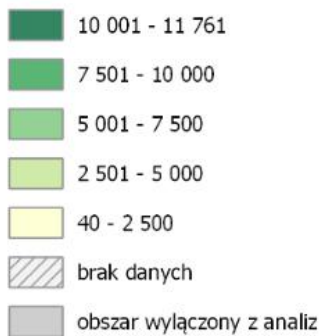 10 001 - 11 761
7 501 - 10 000
5 001 - 7 500
2 501 - 5 000
40 - 2 500
brak danych
obszar wyłączony z analiz